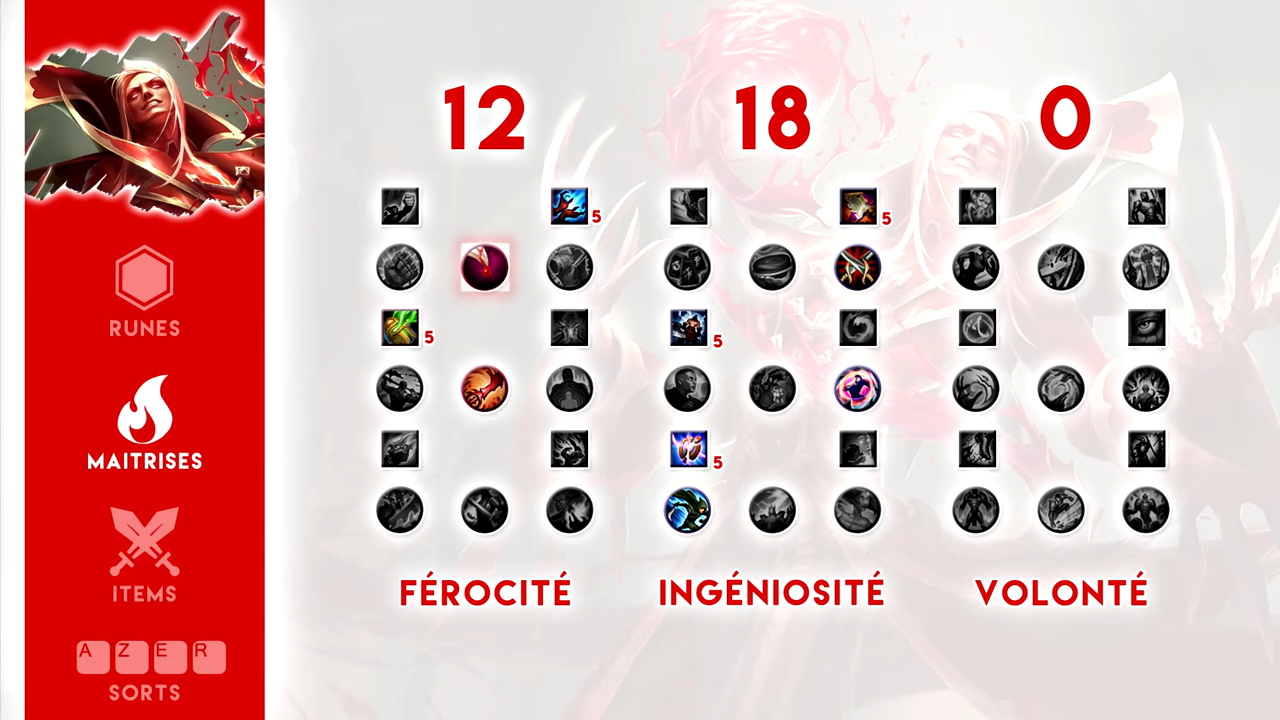 12
18
0
5
5
5
5
5
RUNES
MAITRISES
ITEMS
A Z E R
SORTS
FÉROCITÉ
INGÉNIOSITÉ
VOLONTÉ